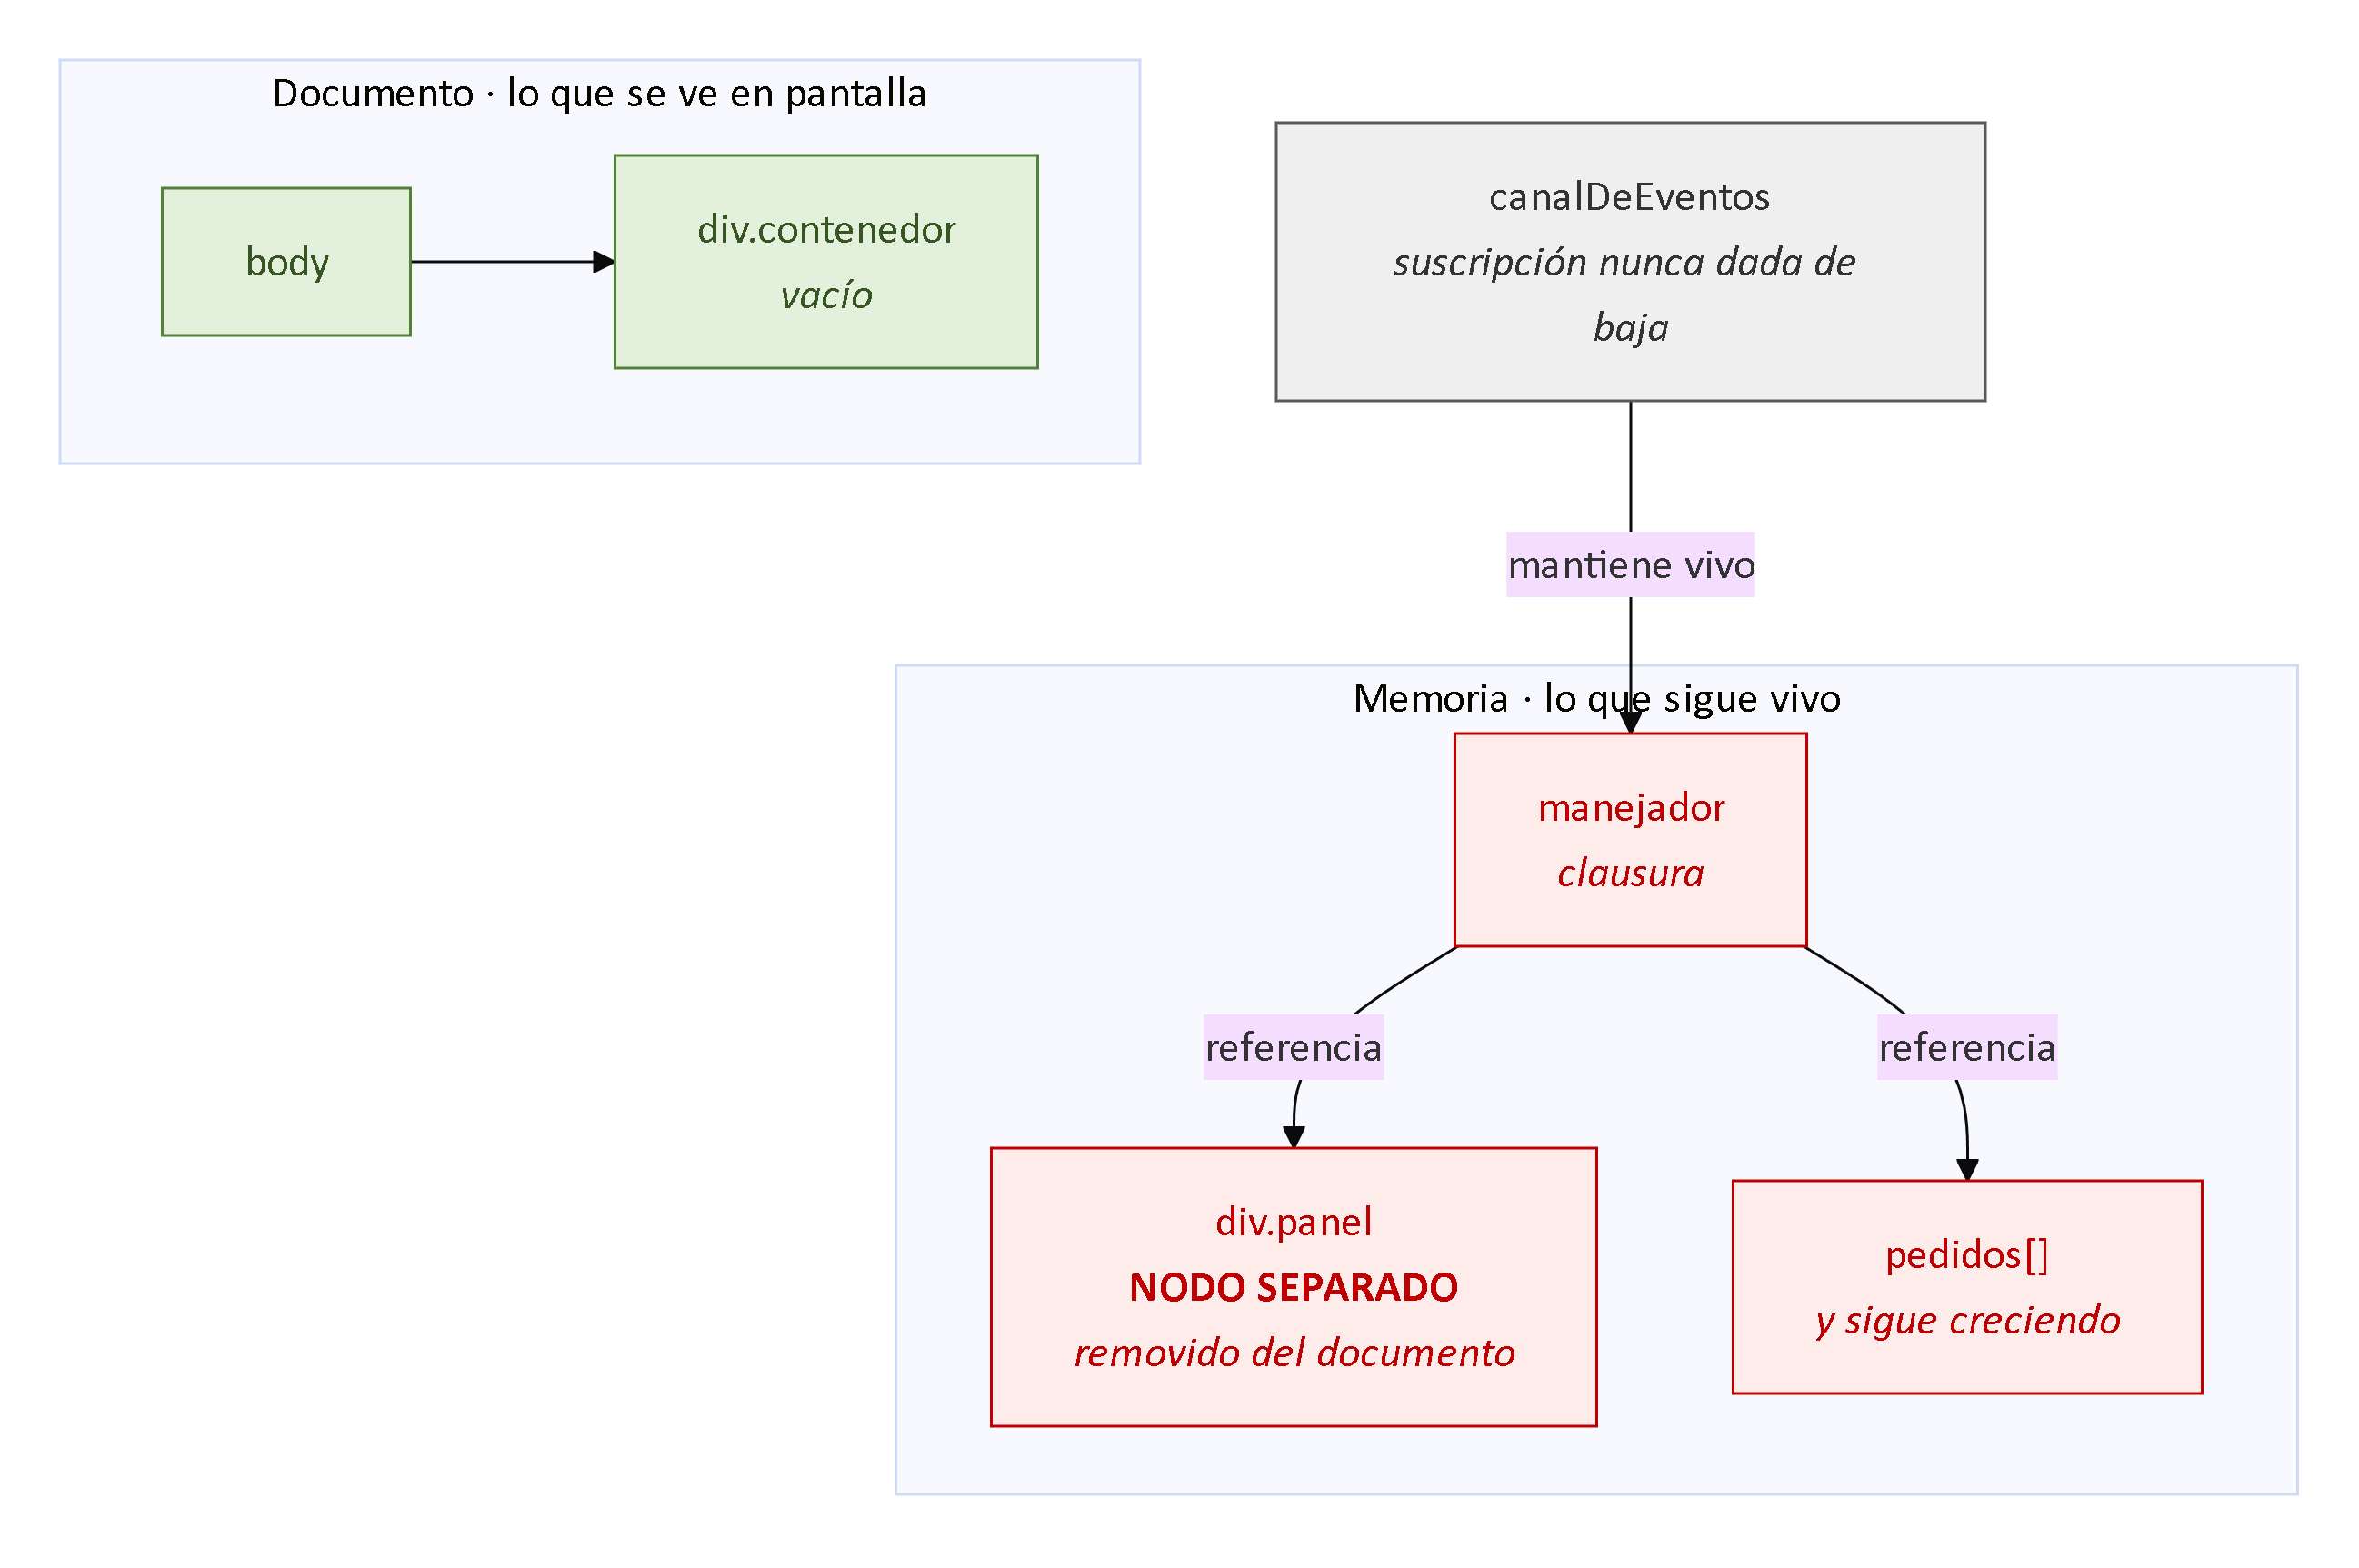 Documento · lo que se ve en pantalla
body
div.contenedor
vacío
canalDeEventos
suscripción nunca dada de
baja
mantiene vivo
Memoria · lo que sigue vivo
manejador
clausura
referencia
referencia
div.panel
NODO SEPARADO
removido del documento
pedidos[]
y sigue creciendo